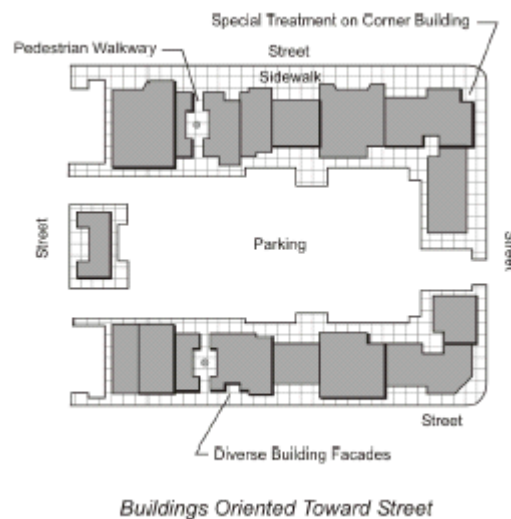 Special Treatment on Corner Building
Street
Pedestrian Walkway
Sidewalk
Street
Parking
Street
Street
Diverse Building Facades
Buildings Oriented Toward Street